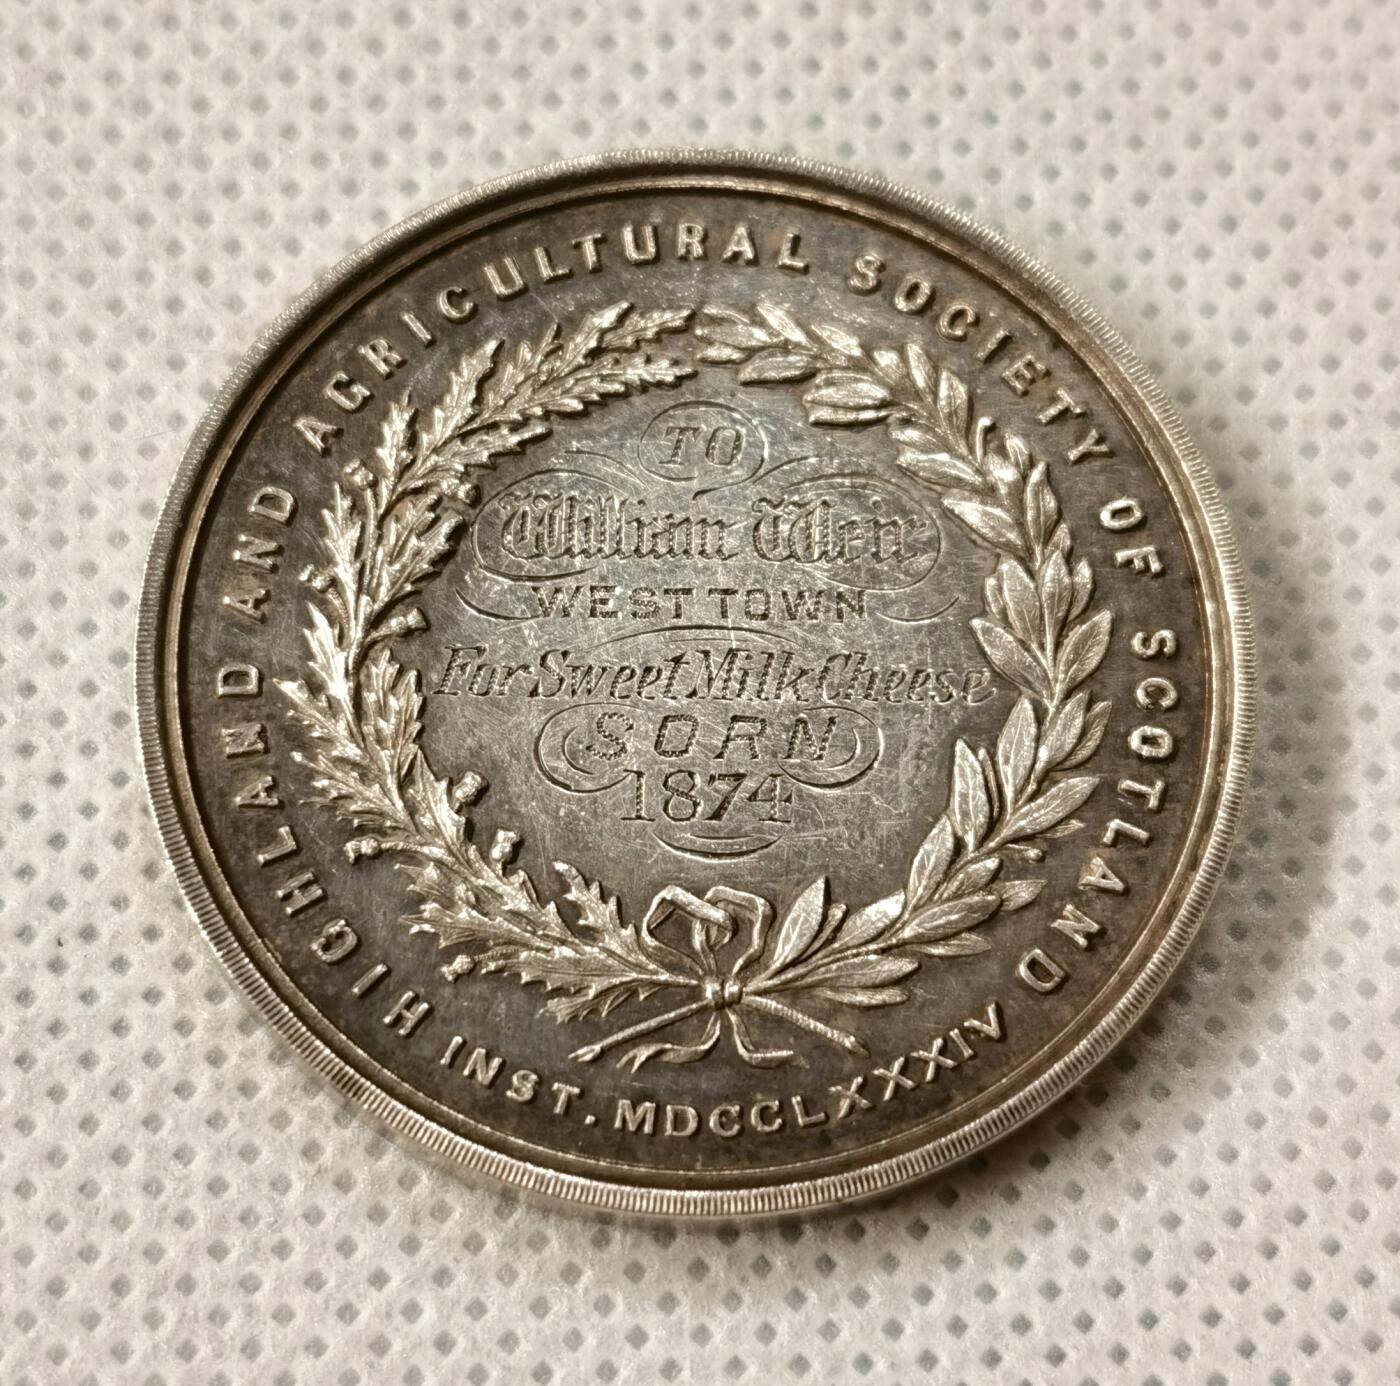 HIGHLAND AND AGRICULTURAL SOCIETY OF SCOTLAND
INST. MDCCLXXXIV
TO
William Weir
WEST TOWN
For Sweet Milk Cheese
SORN
1874